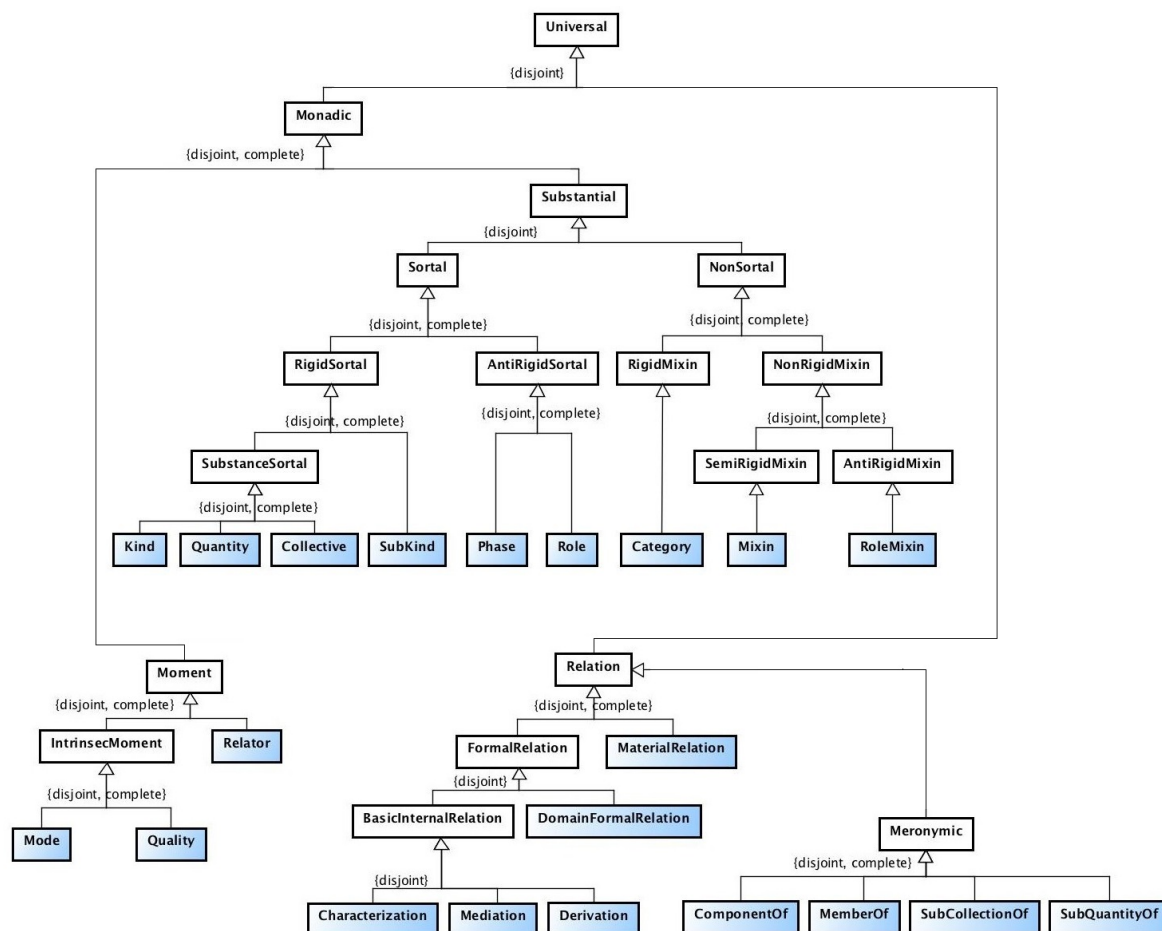 Universal
{disjoint}
Monadic
{disjoint, complete}
Substantial
{disjoint}
Sortal
NonSortal
{disjoint, complete}
{disjoint, complete}
RigidSortal
AntiRigidSortal
RigidMixin
NonRigidMixin
{disjoint, complete}
{disjoint, complete}
{disjoint, complete}
SubstanceSortal
SemiRigidMixin
AntiRigidMixin
{disjoint, complete}
Kind
Quantity
Collective
SubKind
Phase
Role
Category
Mixin
RoleMixin
Moment
Relation
{disjoint, complete}
{disjoint, complete}
IntrinsecMoment
Relator
FormalRelation
MaterialRelation
{disjoint, complete}
{disjoint}
Mode
Quality
BasicInternalRelation
DomainFormalRelation
Meronymic
{disjoint, complete}
{disjoint}
Characterization
Mediation
Derivation
ComponentOf
MemberOf
SubCollectionOf
SubQuantityOf